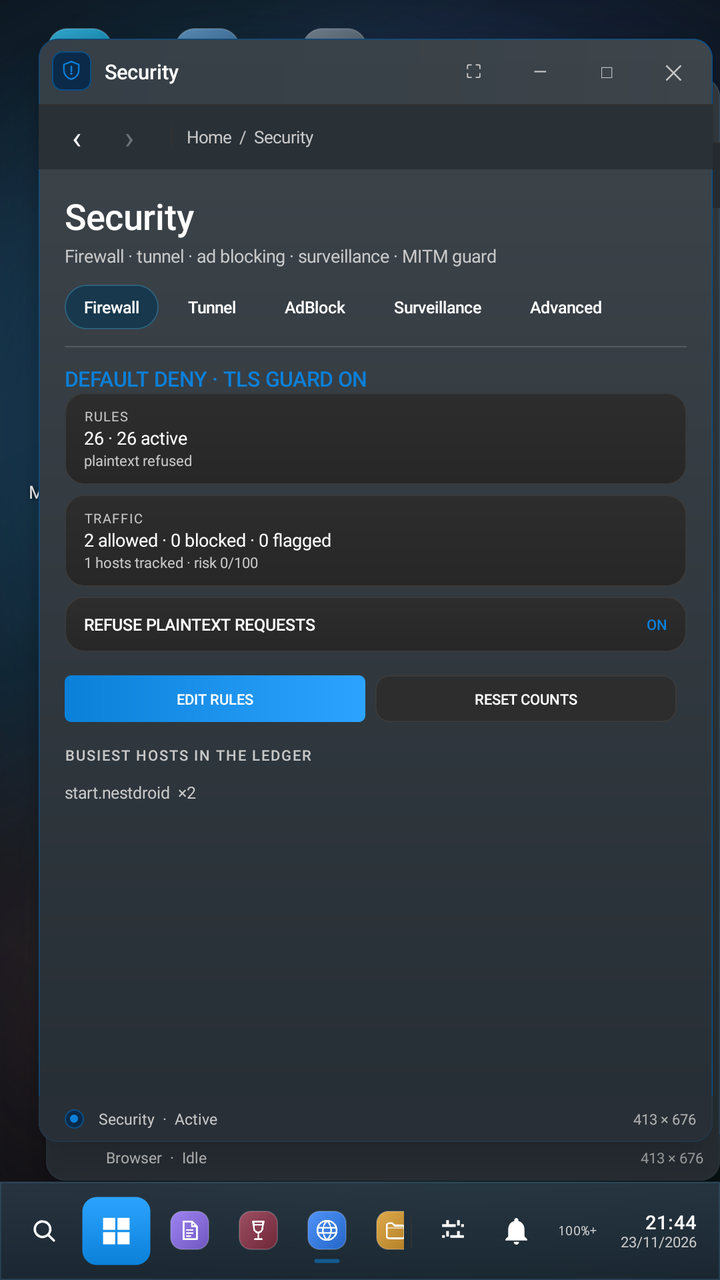 Security
Home / Security
Security
Firewall · tunnel · ad blocking · surveillance · MITM guard
Firewall Tunnel AdBlock Surveillance Advanced
DEFAULT DENY · TLS GUARD ON
RULES
26 · 26 active
plaintext refused
TRAFFIC
2 allowed · 0 blocked · 0 flagged
1 hosts tracked · risk 0/100
REFUSE PLAINTEXT REQUESTS ON
EDIT RULES RESET COUNTS
BUSIEST HOSTS IN THE LEDGER
start.nestdroid ×2
Security · Active 413 × 676
Browser · Idle 413 × 676
100%+ 21:44
23/11/2026